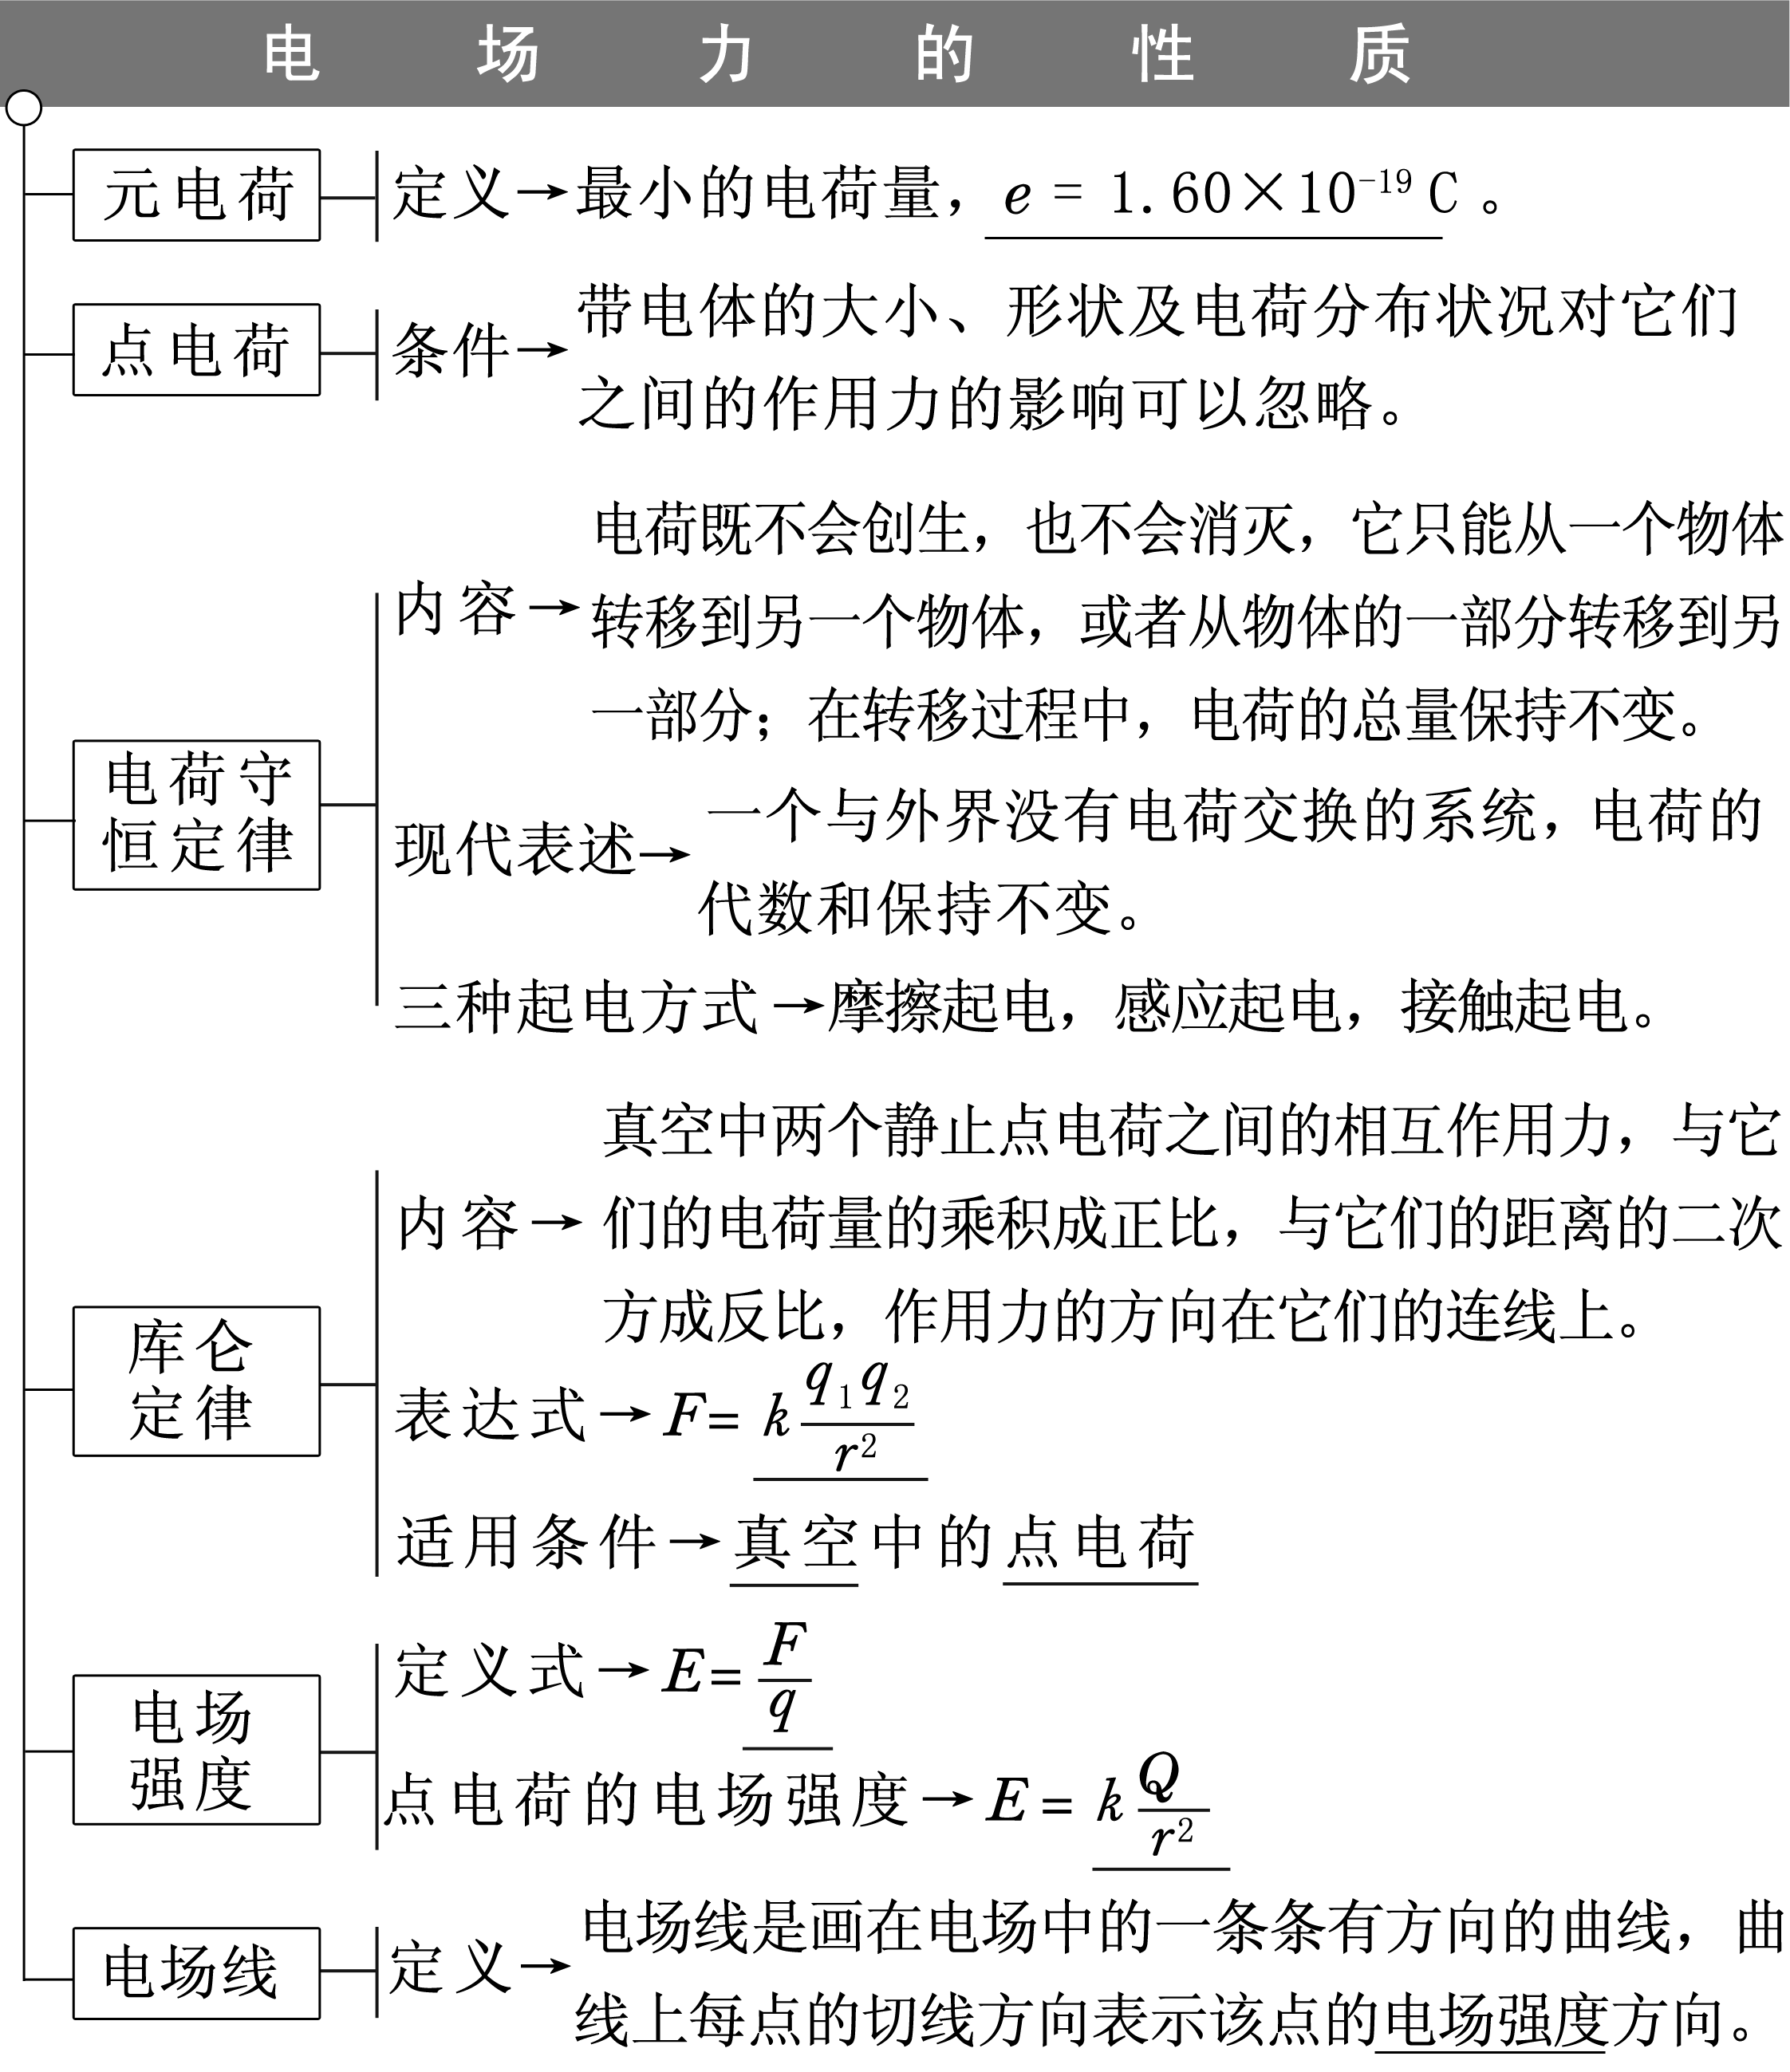 电场力的性质
元电荷 定义→最小的电荷量，e = 1.60×10⁻¹⁹ C 。
点电荷 条件→带电体的大小、形状及电荷分布状况对它们
之间的作用力的影响可以忽略。
电荷既不会创生，也不会消灭，它只能从一个物体
内容→转移到另一个物体，或者从物体的一部分转移到另
一部分；在转移过程中，电荷的总量保持不变。
电荷守
恒定律
现代表述→一个与外界没有电荷交换的系统，电荷的
代数和保持不变。
三种起电方式→摩擦起电，感应起电，接触起电。
真空中两个静止点电荷之间的相互作用力，与它
内容→们的电荷量的乘积成正比，与它们的距离的二次
方成反比，作用力的方向在它们的连线上。
库仑
定律
表达式→F= k q₁q₂/r²
适用条件→真空中的点电荷
定义式→E= F/q
电场
强度
点电荷的电场强度→E = k Q/r²
电场线 定义→电场线是画在电场中的一条条有方向的曲线，曲
线上每点的切线方向表示该点的电场强度方向。